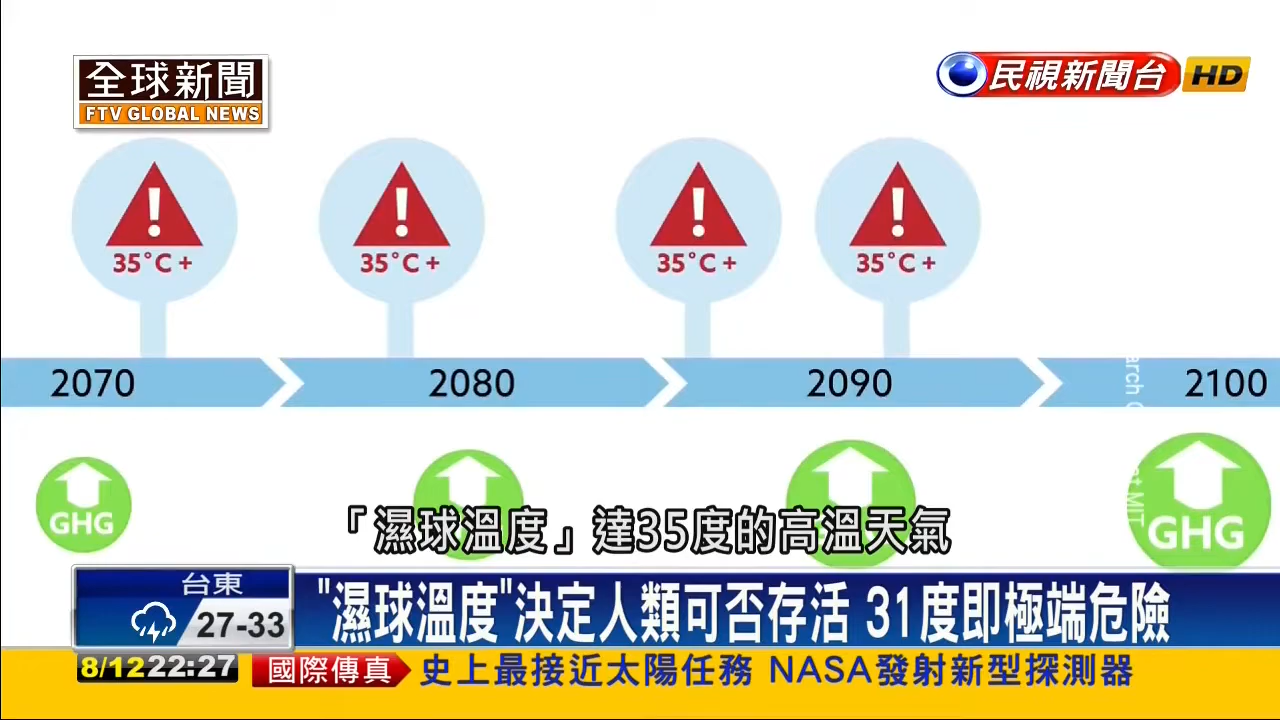 全球新聞
FTV GLOBAL NEWS
民視新聞台 HD
35°C+
35°C+
35°C+
35°C+
2070
2080
2090
2100
GHG
GHG
「濕球溫度」達35度的高溫天氣
台東
27-33
"濕球溫度"決定人類可否存活 31度即極端危險
8/12 22:27
國際傳真
史上最接近太陽任務 NASA發射新型探測器